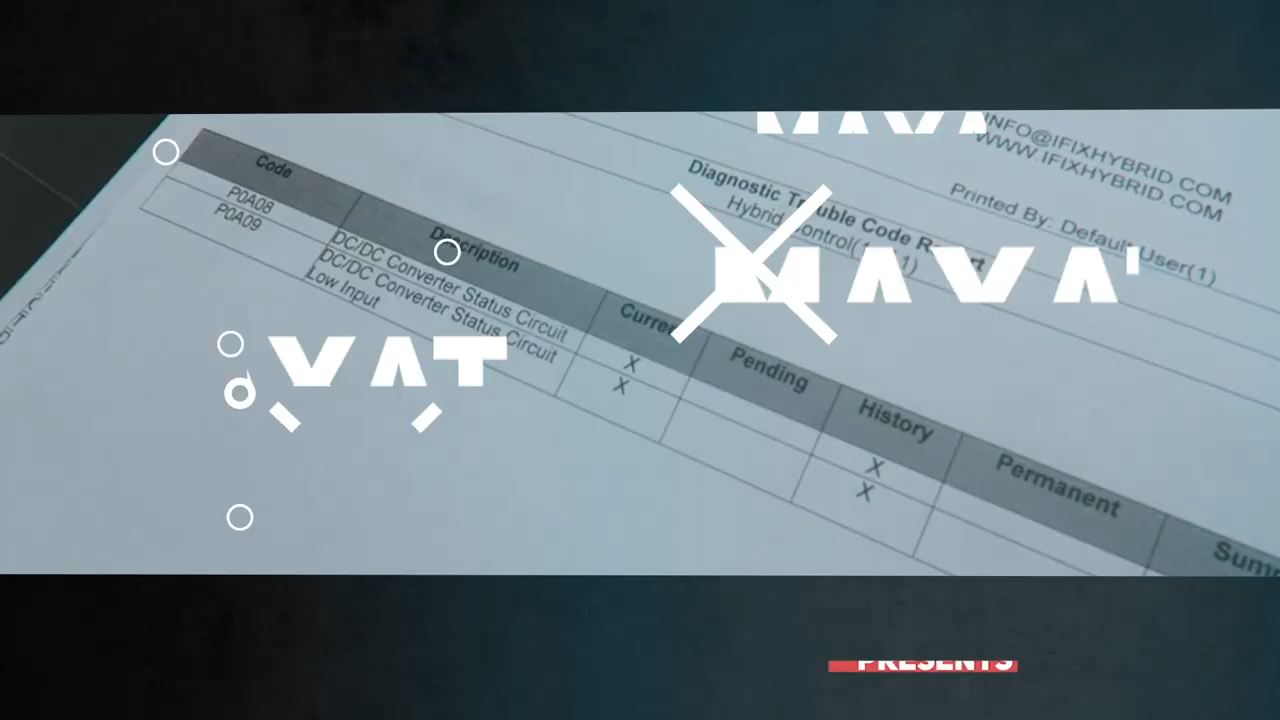 INFO@IFIXHYBRID.COM
WWW.IFIXHYBRID.COM
Printed By: Default User(1)
Diagnostic Trouble Code Report
Hybrid Control(
Code
Description
Current
Pending
History
Permanent
P0A08
DC/DC Converter Status Circuit
X
X
P0A09
DC/DC Converter Status Circuit
Low Input
X
X
PRESENTS